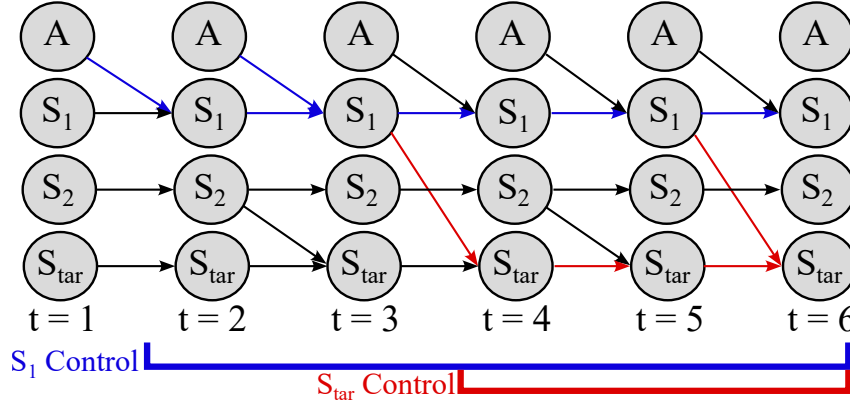 A A A A A A
S1 S1 S1 S1 S1 S1
S2 S2 S2 S2 S2 S2
Star Star Star Star Star Star
t = 1 t = 2 t = 3 t = 4 t = 5 t = 6
S1 Control
Star Control